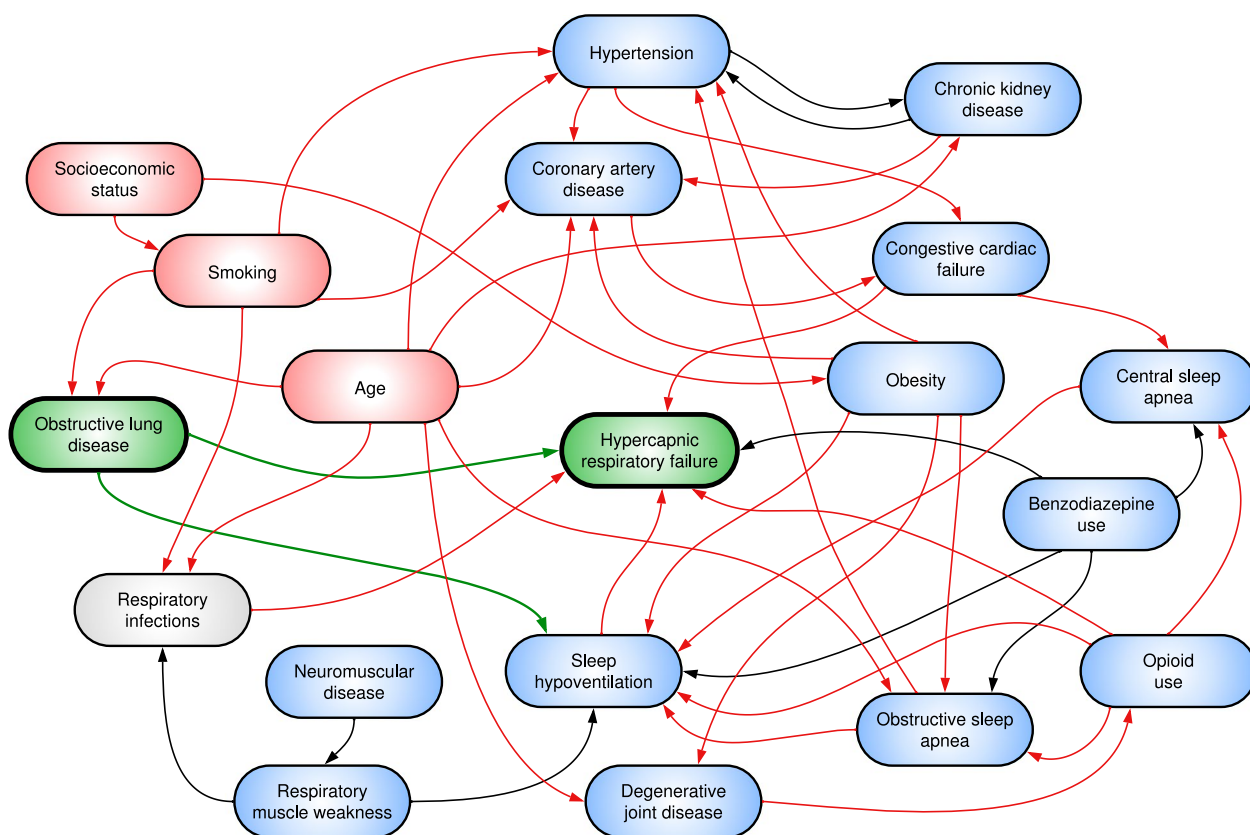 Hypertension
Chronic kidney
disease
Socioeconomic
status
Coronary artery
disease
Smoking
Congestive cardiac
failure
Age
Obesity
Central sleep
apnea
Obstructive lung
disease
Hypercapnic
respiratory failure
Benzodiazepine
use
Respiratory
infections
Neuromuscular
disease
Sleep
hypoventilation
Opioid
use
Obstructive sleep
apnea
Respiratory
muscle weakness
Degenerative
joint disease